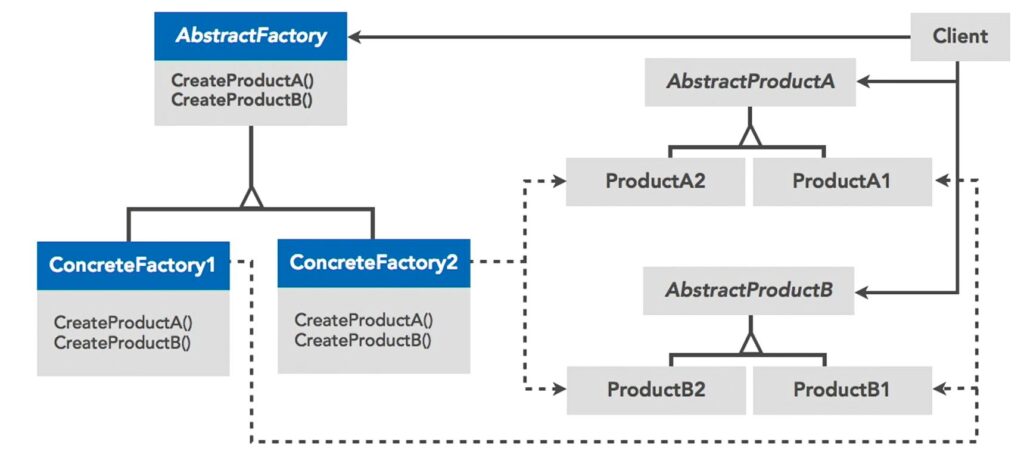 AbstractFactory
CreateProductA()
CreateProductB()
Client
AbstractProductA
ProductA2
ProductA1
ConcreteFactory1
CreateProductA()
CreateProductB()
ConcreteFactory2
CreateProductA()
CreateProductB()
AbstractProductB
ProductB2
ProductB1